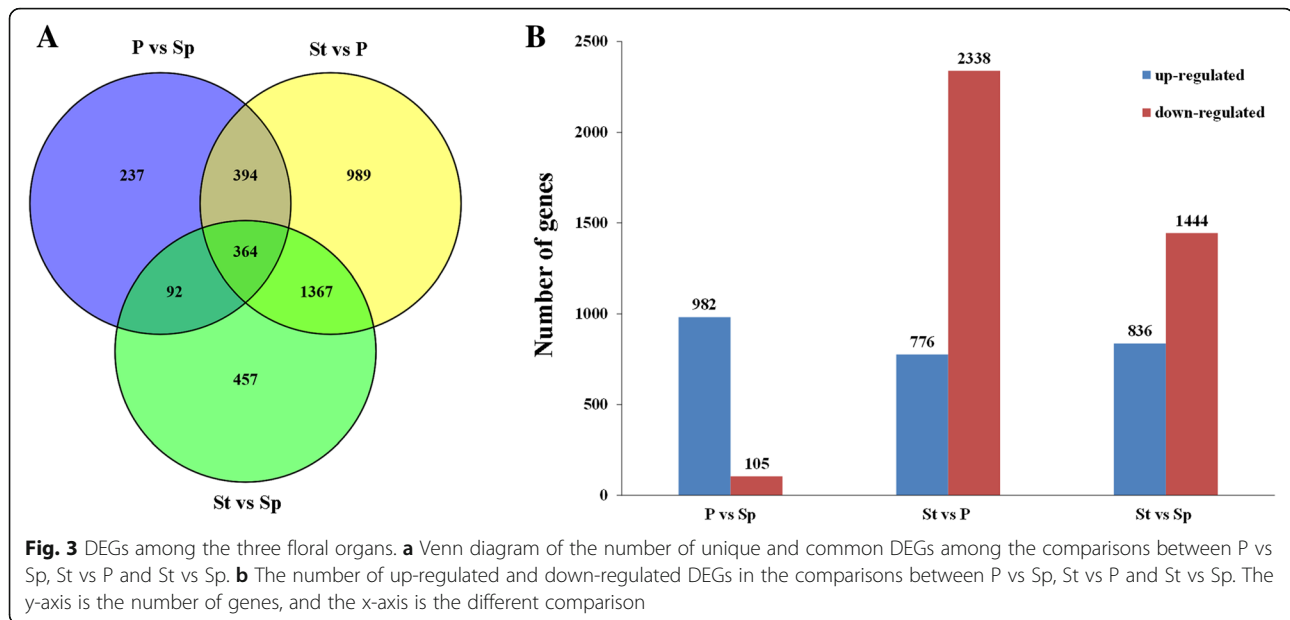 A
P vs Sp
St vs P
237
394
989
364
92
1367
457
St vs Sp
B
Number of genes
2500
2000
1500
1000
500
0
982
105
776
2338
836
1444
P vs Sp
St vs P
St vs Sp
up-regulated
down-regulated
Fig. 3 DEGs among the three floral organs. a Venn diagram of the number of unique and common DEGs among the comparisons between P vs
Sp, St vs P and St vs Sp. b The number of up-regulated and down-regulated DEGs in the comparisons between P vs Sp, St vs P and St vs Sp. The
y-axis is the number of genes, and the x-axis is the different comparison